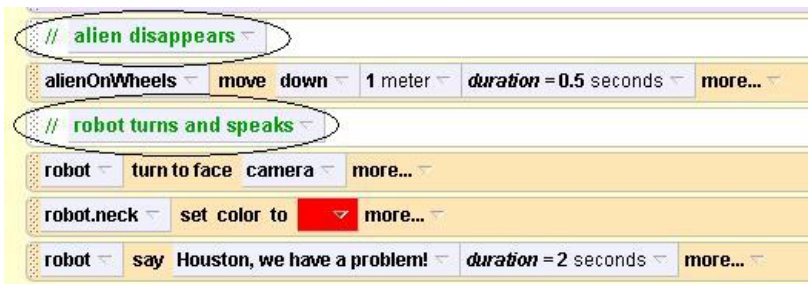 // alien disappears
alienOnWheels move down 1 meter duration = 0.5 seconds more...
// robot turns and speaks
robot turn to face camera more...
robot.neck set color to more...
robot say Houston, we have a problem! duration = 2 seconds more...